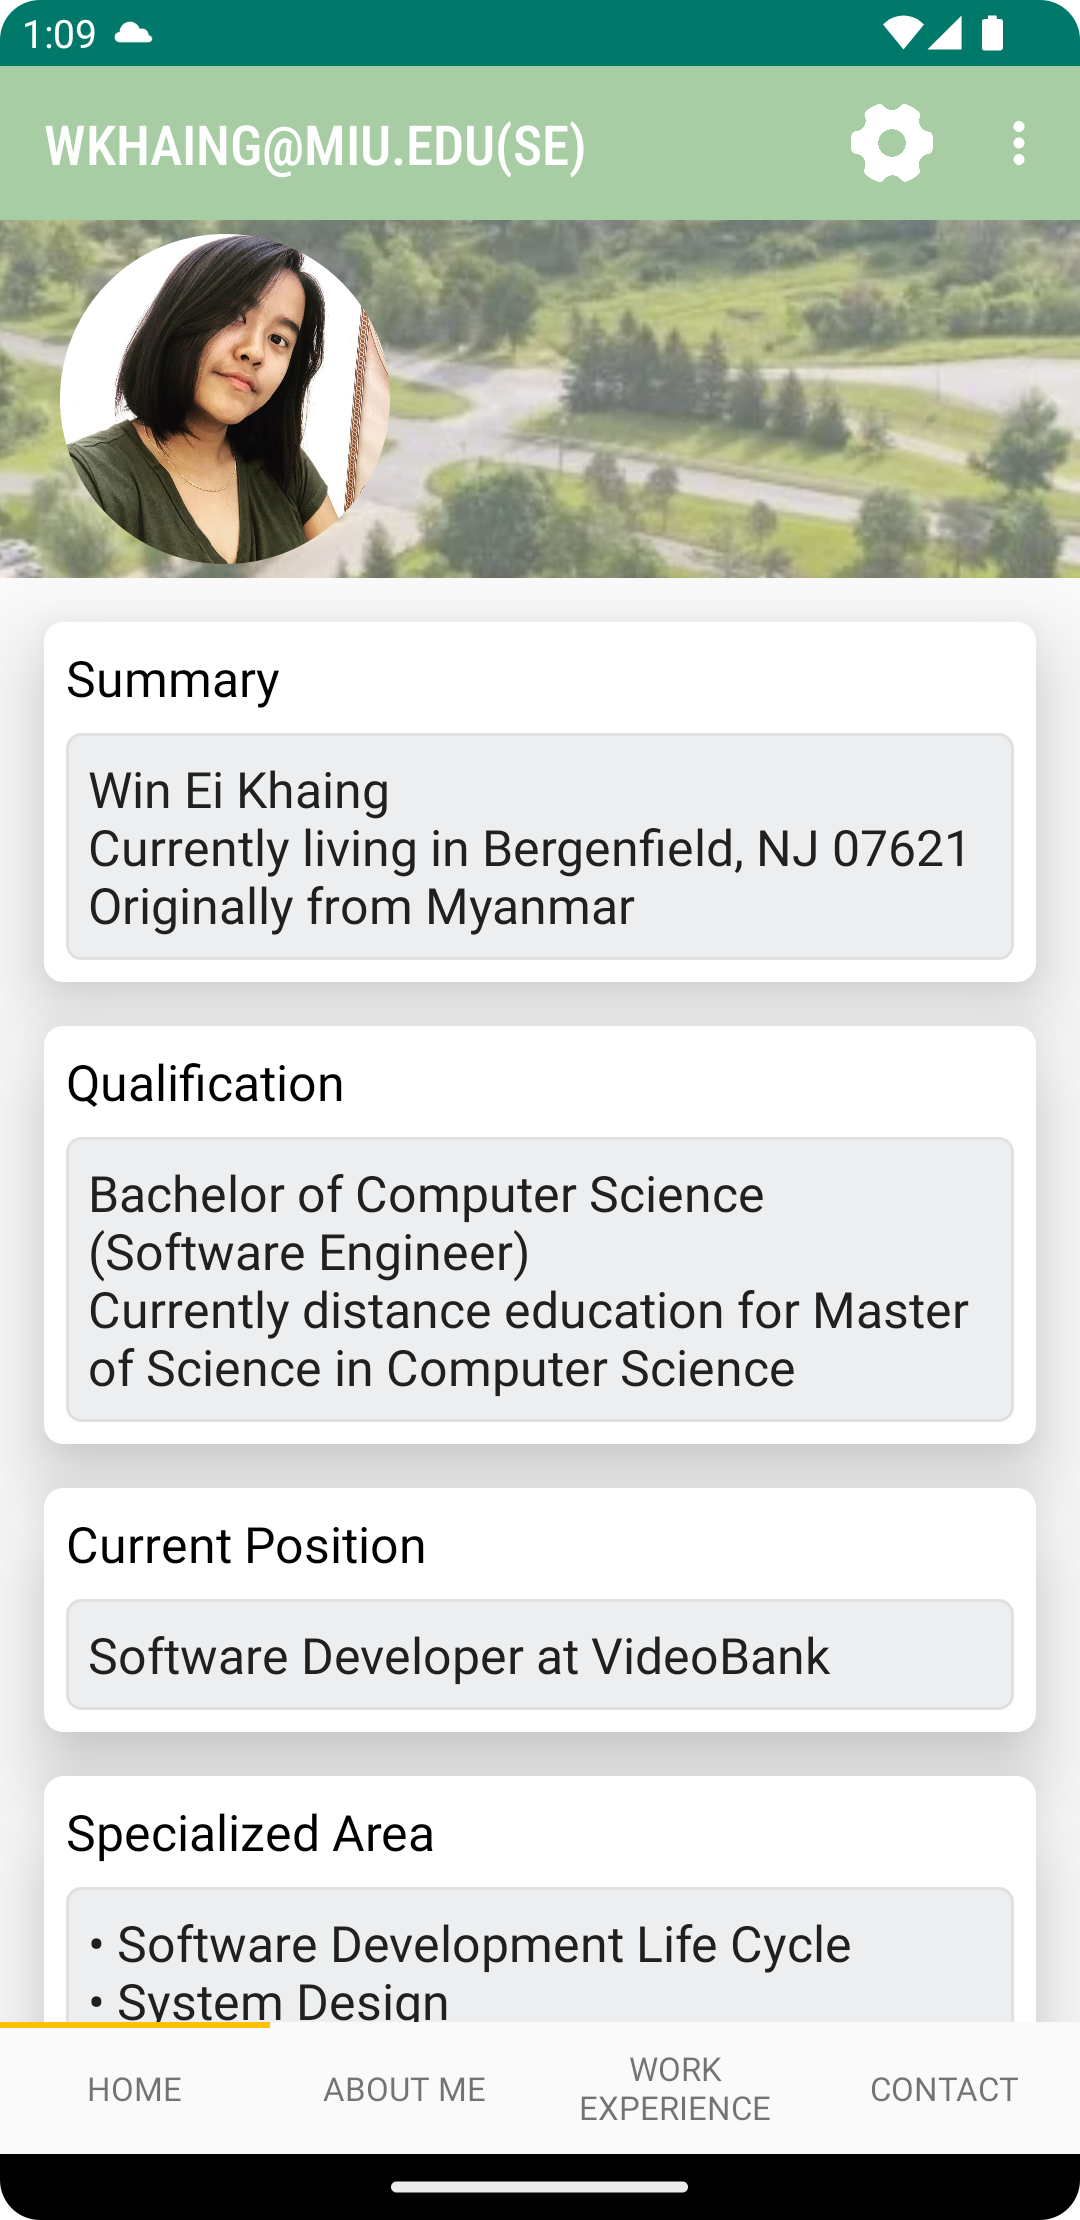 1:09
WKHAING@MIU.EDU(SE)
Summary
Win Ei Khaing
Currently living in Bergenfield, NJ 07621
Originally from Myanmar
Qualification
Bachelor of Computer Science
(Software Engineer)
Currently distance education for Master
of Science in Computer Science
Current Position
Software Developer at VideoBank
Specialized Area
• Software Development Life Cycle
• System Design
HOME
ABOUT ME
WORK
EXPERIENCE
CONTACT